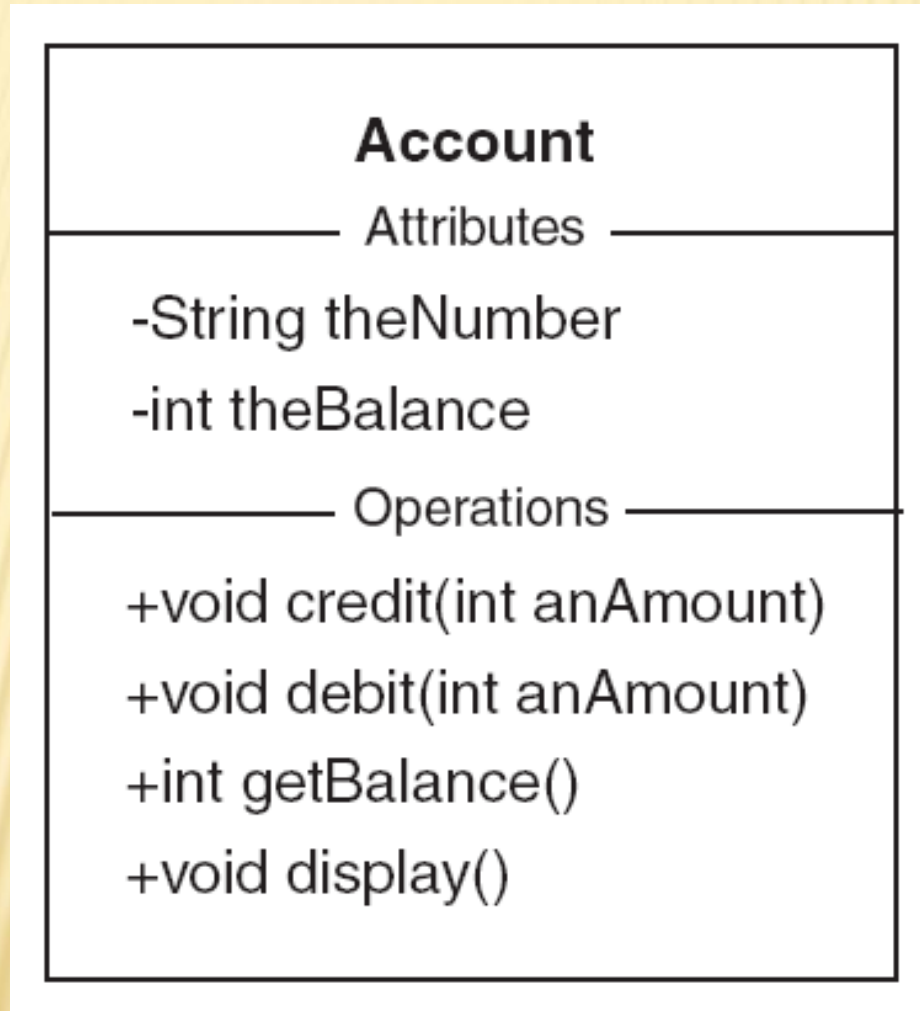 Account
Attributes
-String theNumber
-int theBalance
Operations
+void credit(int anAmount)
+void debit(int anAmount)
+int getBalance()
+void display()